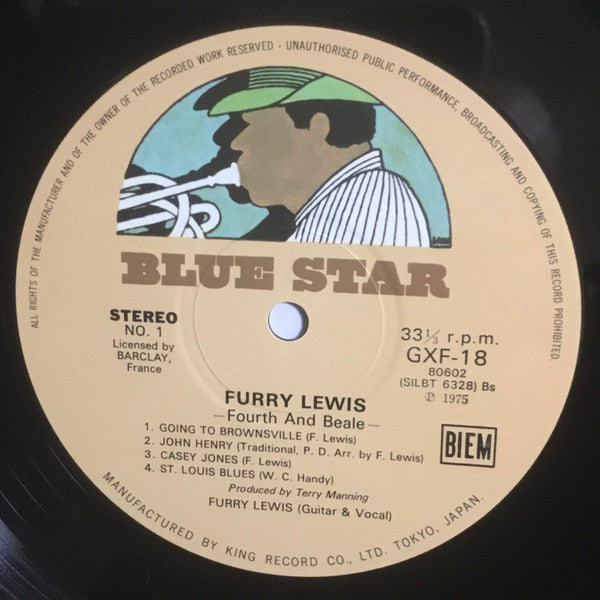 ALL RIGHTS OF THE MANUFACTURER AND OF THE OWNER OF THE RECORDED WORK RESERVED · UNAUTHORISED PUBLIC PERFORMANCE, BROADCASTING AND COPYING OF THIS RECORD PROHIBITED.
BLUE STAR
STEREO
NO. 1
Licensed by
BARCLAY,
France
33⅓ r.p.m.
GXF-18
80602
(SILBT 6328) Bs
℗ 1975
FURRY LEWIS
—Fourth And Beale—
1. GOING TO BROWNSVILLE (F. Lewis)
2. JOHN HENRY (Traditional, P. D. Arr. by F. Lewis)
3. CASEY JONES (F. Lewis)
4. ST. LOUIS BLUES (W. C. Handy)
Produced by Terry Manning
FURRY LEWIS (Guitar & Vocal)
BIEM
MANUFACTURED BY KING RECORD CO., LTD. TOKYO, JAPAN.